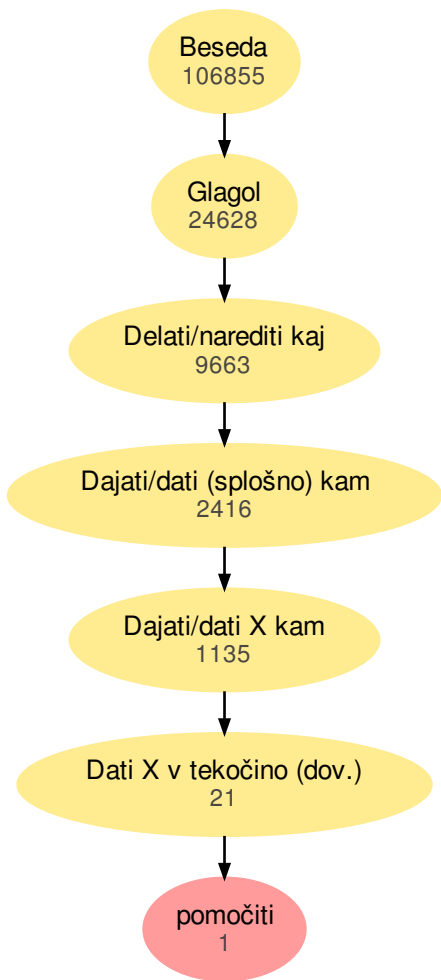 Beseda
106855
Glagol
24628
Delati/narediti kaj
9663
Dajati/dati (splošno) kam
2416
Dajati/dati X kam
1135
Dati X v tekočino (dov.)
21
pomočiti
1